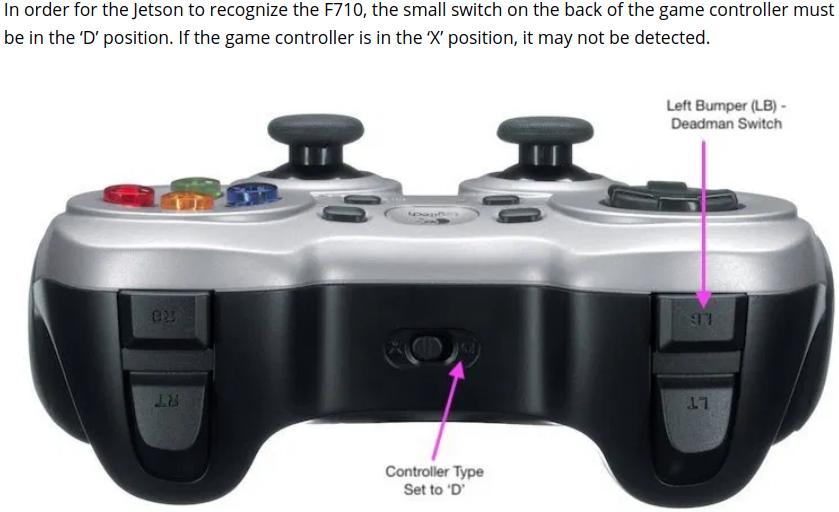 In order for the Jetson to recognize the F710, the small switch on the back of the game controller must
be in the ‘D’ position. If the game controller is in the ‘X’ position, it may not be detected.
Left Bumper (LB) -
Deadman Switch
Logitech
RB
LB
X
D
RT
LT
Controller Type
Set to ‘D’